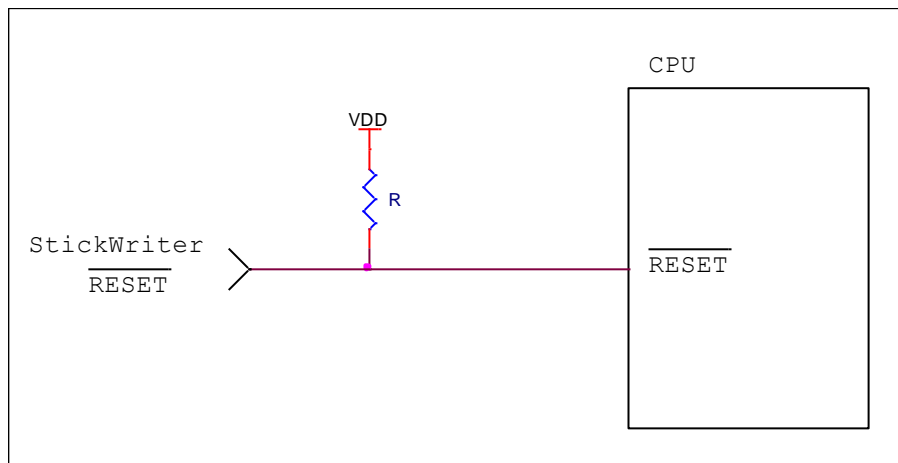 CPU
VDD
R
StickWriter
RESET
RESET